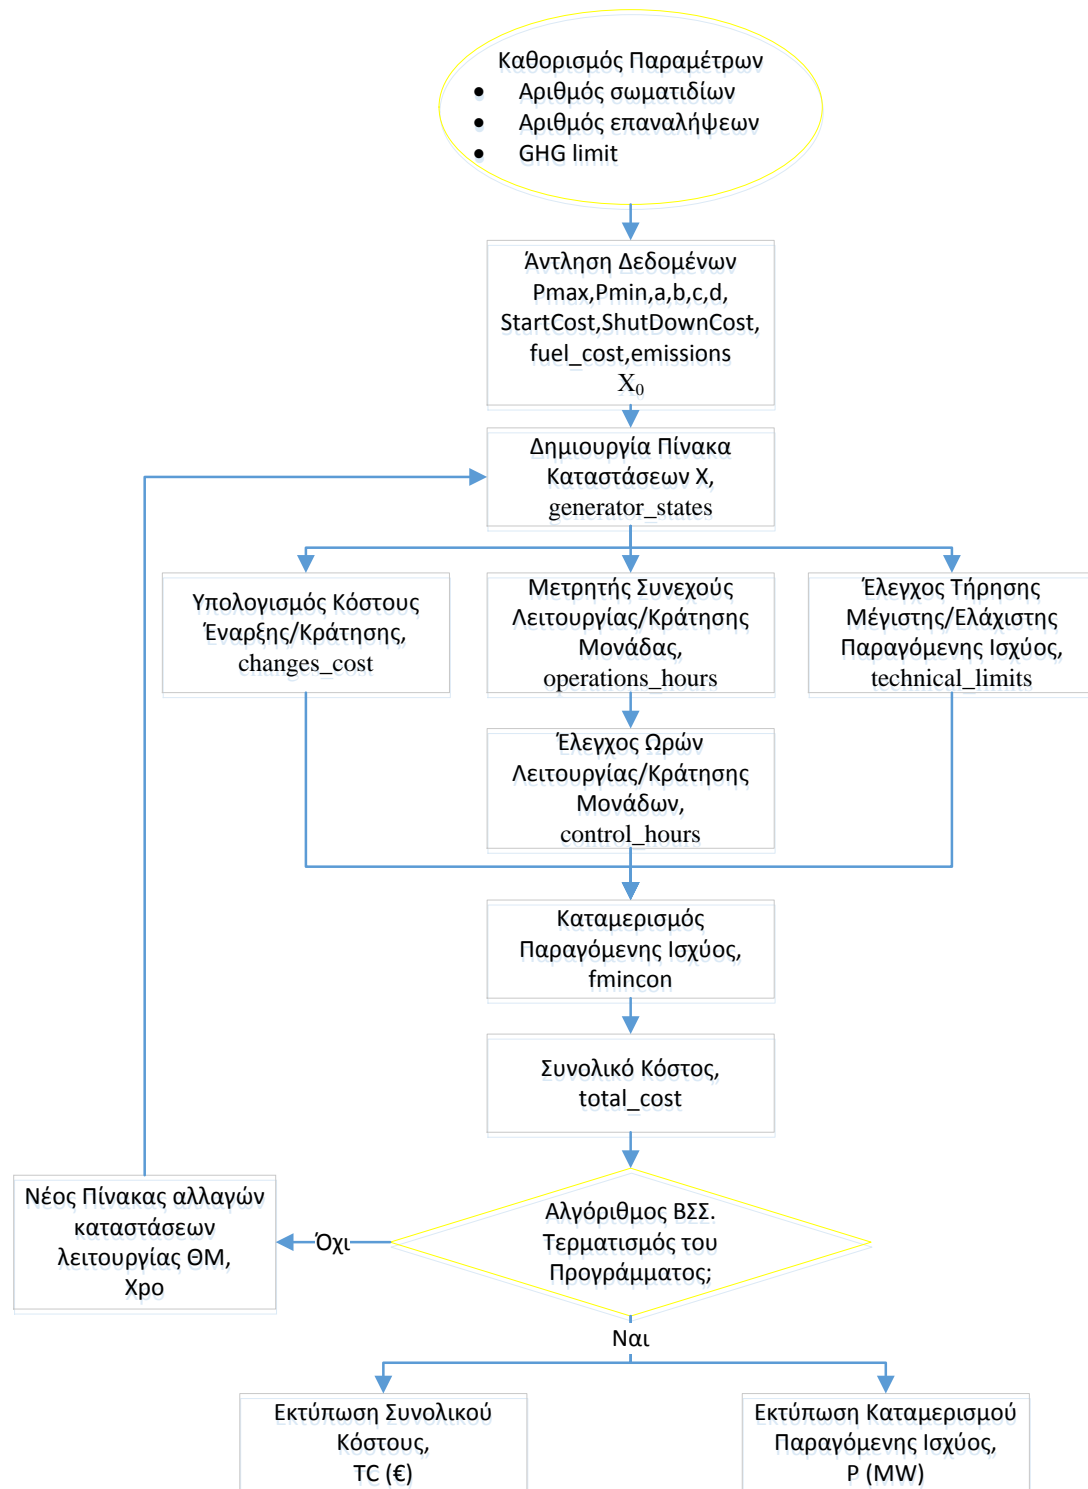 Καθορισμός Παραμέτρων
• Αριθμός σωματιδίων
• Αριθμός επαναλήψεων
• GHG limit
Άντληση Δεδομένων
Pmax,Pmin,a,b,c,d,
StartCost,ShutDownCost,
fuel_cost,emissions
X₀
Δημιουργία Πίνακα
Καταστάσεων Χ,
generator_states
Υπολογισμός Κόστους
Έναρξης/Κράτησης,
changes_cost
Μετρητής Συνεχούς
Λειτουργίας/Κράτησης
Μονάδας,
operations_hours
Έλεγχος Τήρησης
Μέγιστης/Ελάχιστης
Παραγόμενης Ισχύος,
technical_limits
Έλεγχος Ωρών
Λειτουργίας/Κράτησης
Μονάδων,
control_hours
Καταμερισμός
Παραγόμενης Ισχύος,
fmincon
Συνολικό Κόστος,
total_cost
Αλγόριθμος ΒΣΣ.
Τερματισμός του
Προγράμματος;
Όχι
Νέος Πίνακας αλλαγών
καταστάσεων
λειτουργίας ΘΜ,
Xpo
Ναι
Εκτύπωση Συνολικού
Κόστους,
TC (€)
Εκτύπωση Καταμερισμού
Παραγόμενης Ισχύος,
P (MW)